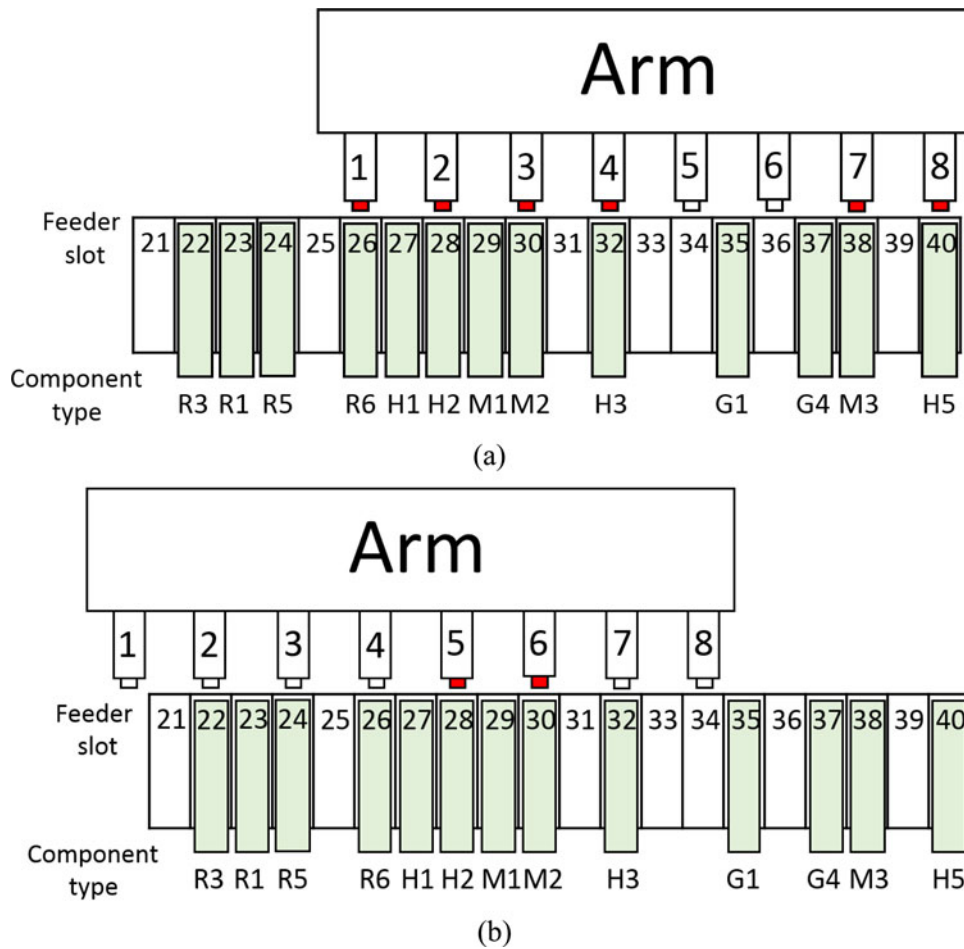 Arm
1 2 3 4 5 6 7 8
Feeder
slot
21 22 23 24 25 26 27 28 29 30 31 32 33 34 35 36 37 38 39 40
Component
type
R3 R1 R5 R6 H1 H2 M1 M2 H3 G1 G4 M3 H5
(a)
Arm
1 2 3 4 5 6 7 8
Feeder
slot
21 22 23 24 25 26 27 28 29 30 31 32 33 34 35 36 37 38 39 40
Component
type
R3 R1 R5 R6 H1 H2 M1 M2 H3 G1 G4 M3 H5
(b)